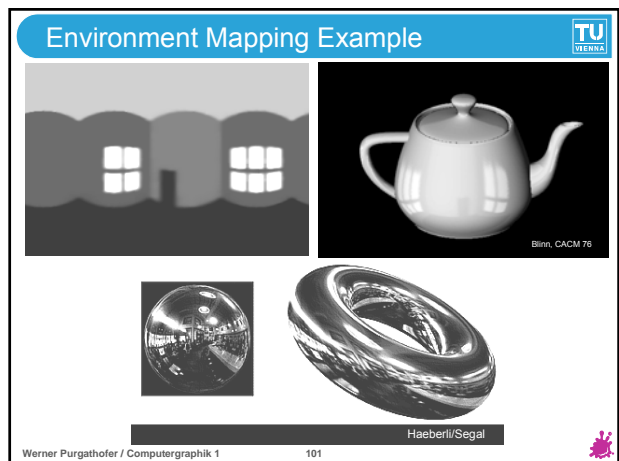 Environment Mapping Example
TU
VIENNA
Blinn, CACM 76
Haeberli/Segal
Werner Purgathofer / Computergraphik 1
101